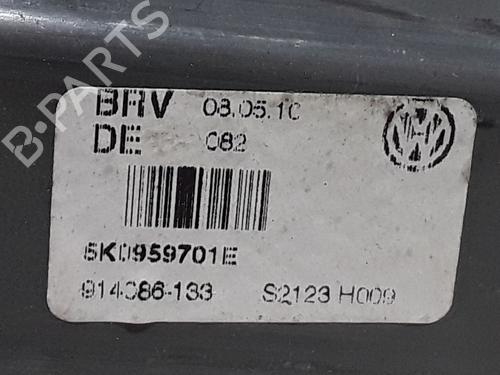 B-PARTS
BRV 08.05.10
DE 082
5K0959701E
914086-133 S2123 H009